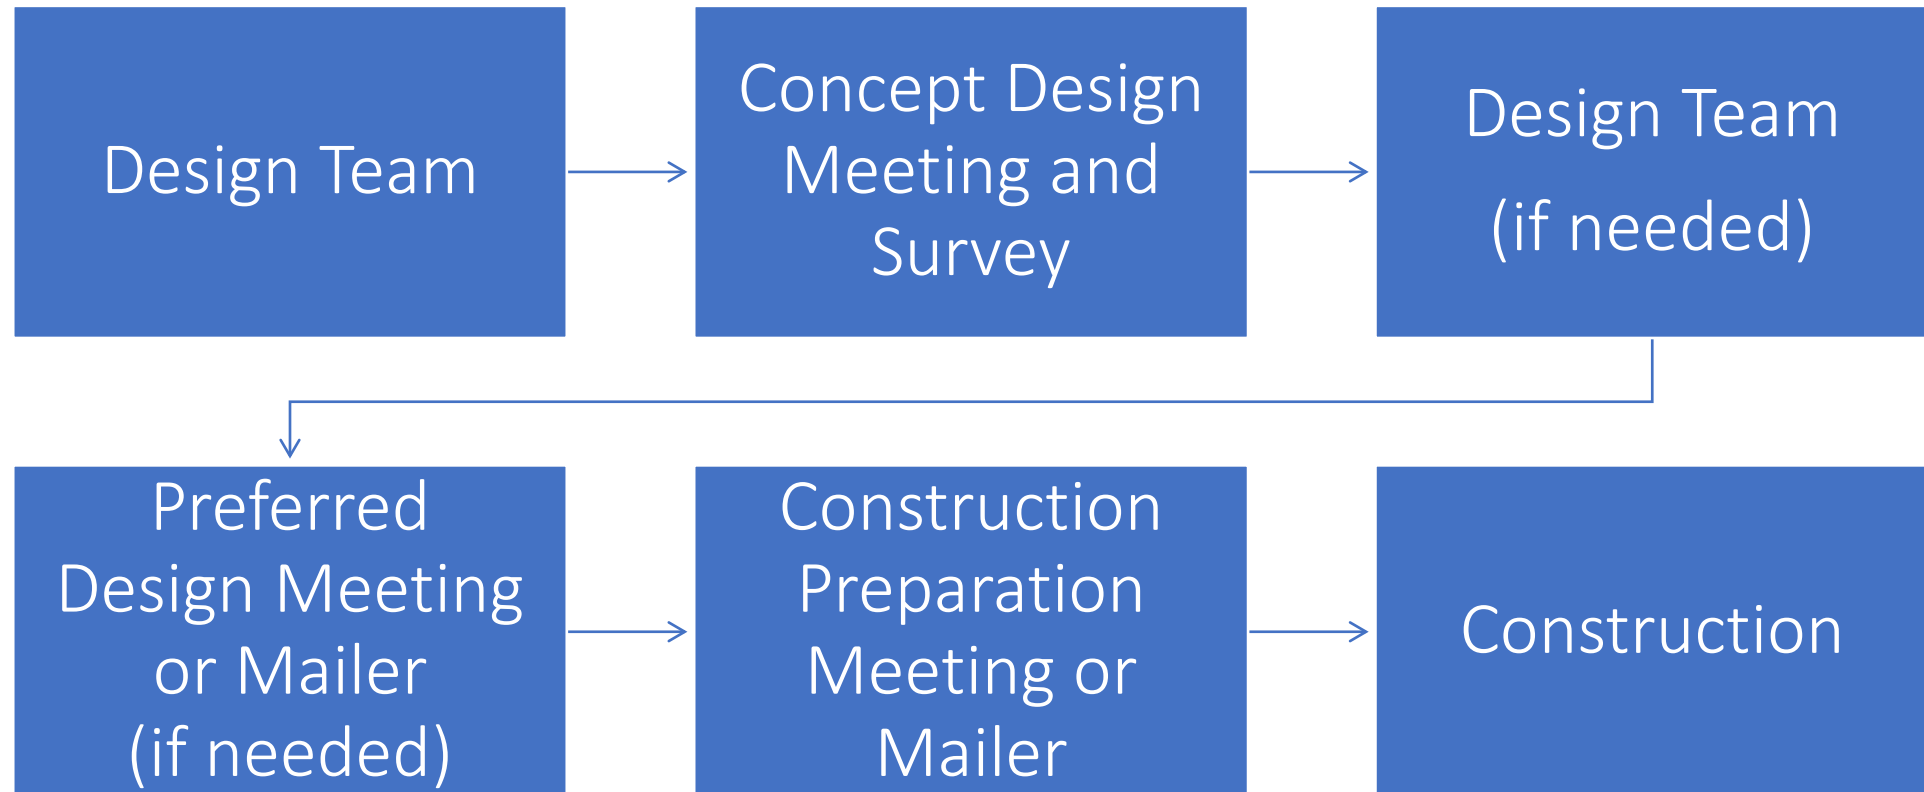 Design Team
Concept Design
Meeting and
Survey
Design Team
(if needed)
Preferred
Design Meeting
or Mailer
(if needed)
Construction
Preparation
Meeting or
Mailer
Construction